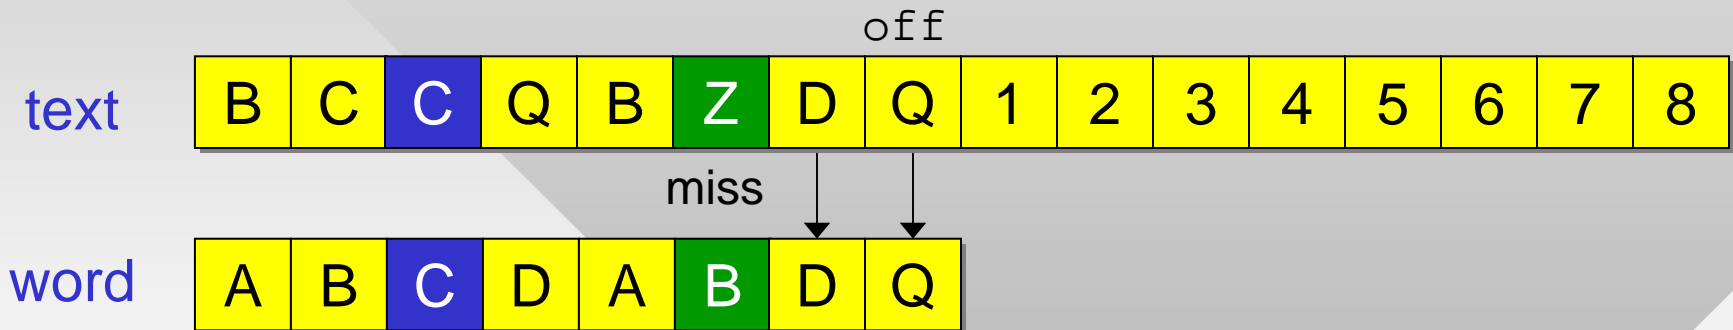 off
text B C C Q B Z D Q 1 2 3 4 5 6 7 8
miss
word A B C D A B D Q